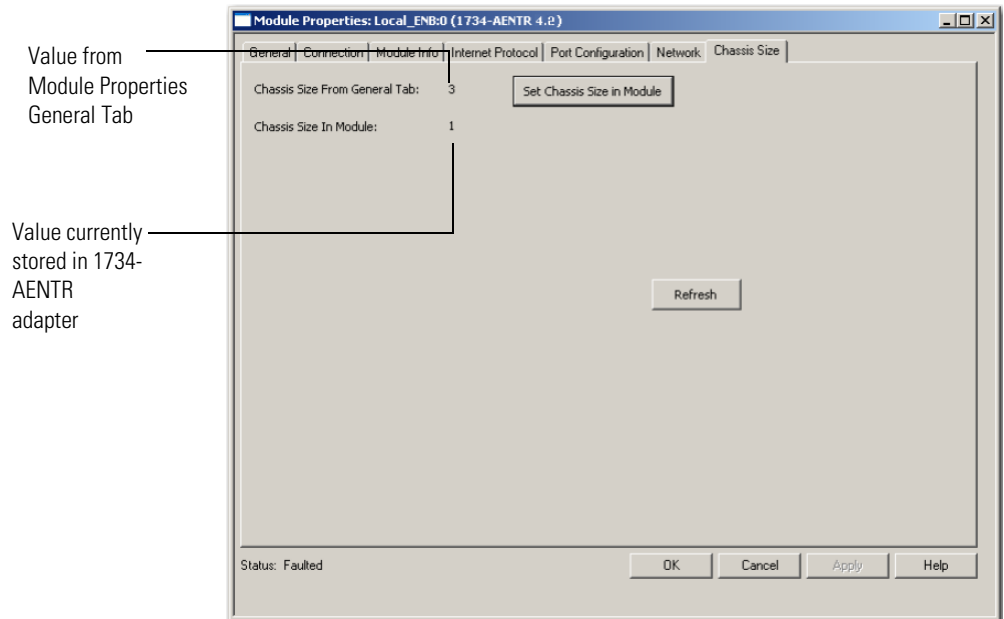 Module Properties: Local_ENB:0 (1734-AENTR 4.2)
General Connection Module Info Internet Protocol Port Configuration Network Chassis Size
Value from
Module Properties
General Tab
Chassis Size From General Tab: 3 Set Chassis Size in Module
Chassis Size In Module: 1
Value currently
stored in 1734-
AENTR
adapter
Refresh
Status: Faulted OK Cancel Apply Help